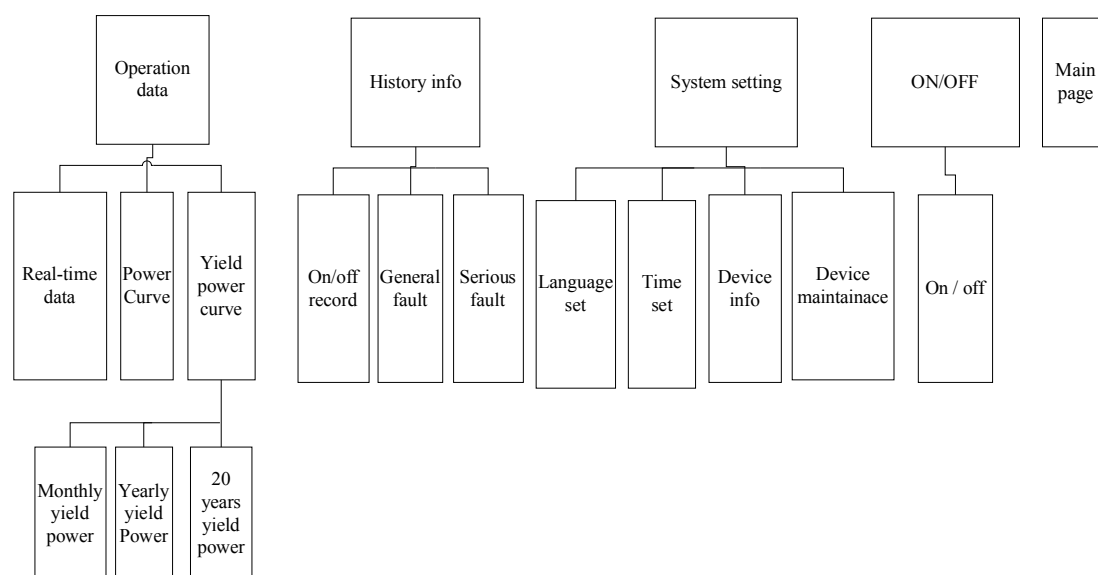 Operation
data
History info
System setting
ON/OFF
Main
page
Real-time
data
Power
Curve
Yield
power
curve
On/off
record
General
fault
Serious
fault
Language
set
Time
set
Device
info
Device
maintainace
On / off
Monthly
yield
power
Yearly
yield
Power
20
years
yield
power